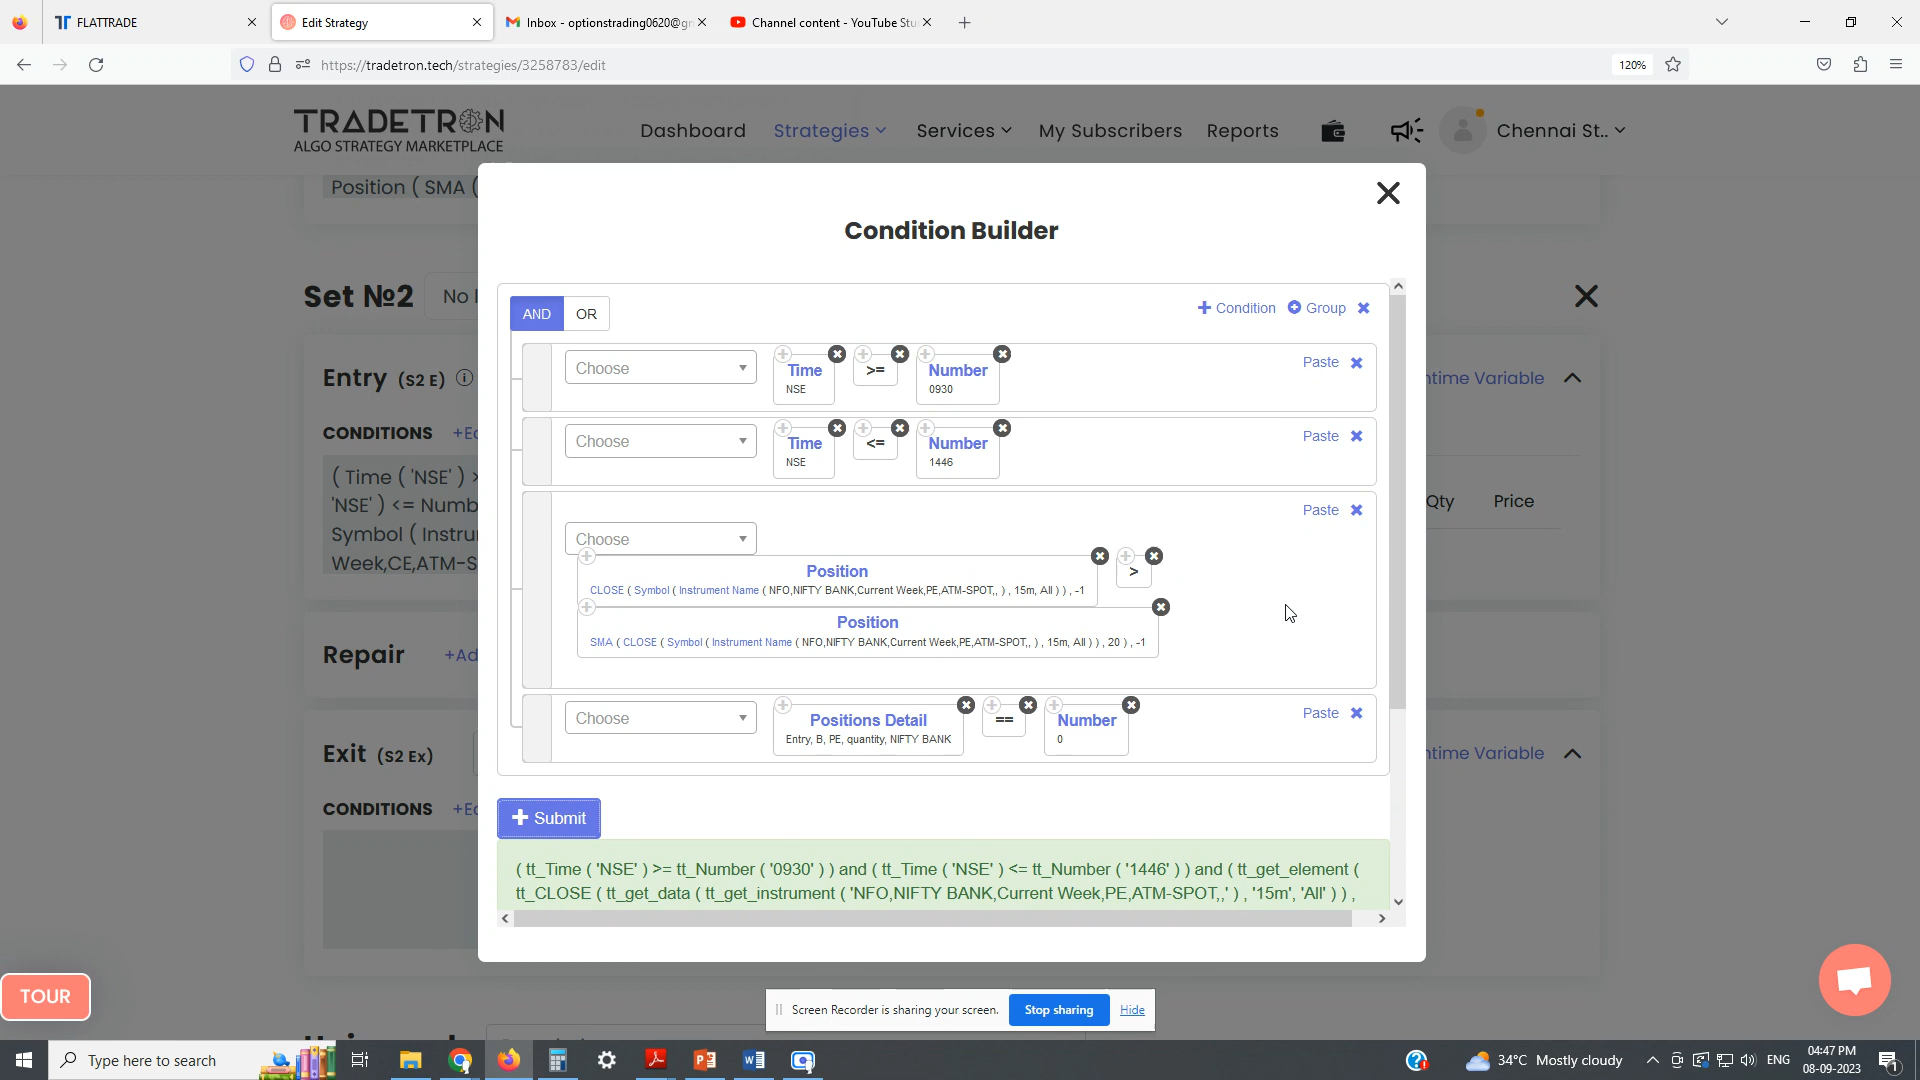 FLATTRADE
Edit Strategy
Inbox - optionstrading0620@gm
Channel content - YouTube Stu
https://tradetron.tech/strategies/3258783/edit
120%
TRADETRON
ALGO STRATEGY MARKETPLACE
Dashboard
Strategies
Services
My Subscribers
Reports
Chennai St..
Position ( SMA (
Condition Builder
Set №2
No
AND
OR
Condition
Group
Choose
Time
NSE
>=
Number
0930
Paste
Entry (S2 E)
ntime Variable
Choose
Time
NSE
<=
Number
1446
Paste
CONDITIONS
( Time ( 'NSE' ) >
'NSE' ) <= Numb
Symbol ( Instru
Week,CE,ATM-S
Qty
Price
Paste
Choose
Position
CLOSE ( Symbol ( Instrument Name ( NFO,NIFTY BANK,Current Week,PE,ATM-SPOT,, ) , 15m, All ) ) , -1
>
Position
SMA ( CLOSE ( Symbol ( Instrument Name ( NFO,NIFTY BANK,Current Week,PE,ATM-SPOT,, ) , 15m, All ) ) , 20 ) , -1
Repair
+Ad
Choose
Positions Detail
Entry, B, PE, quantity, NIFTY BANK
==
Number
0
Paste
Exit (S2 Ex)
ntime Variable
CONDITIONS
Submit
( tt_Time ( 'NSE' ) >= tt_Number ( '0930' ) ) and ( tt_Time ( 'NSE' ) <= tt_Number ( '1446' ) ) and ( tt_get_element (
tt_CLOSE ( tt_get_data ( tt_get_instrument ( 'NFO,NIFTY BANK,Current Week,PE,ATM-SPOT,,' ) , '15m', 'All' ) ) ,
TOUR
Screen Recorder is sharing your screen.
Stop sharing
Hide
Type here to search
34°C Mostly cloudy
ENG
04:47 PM
08-09-2023
1